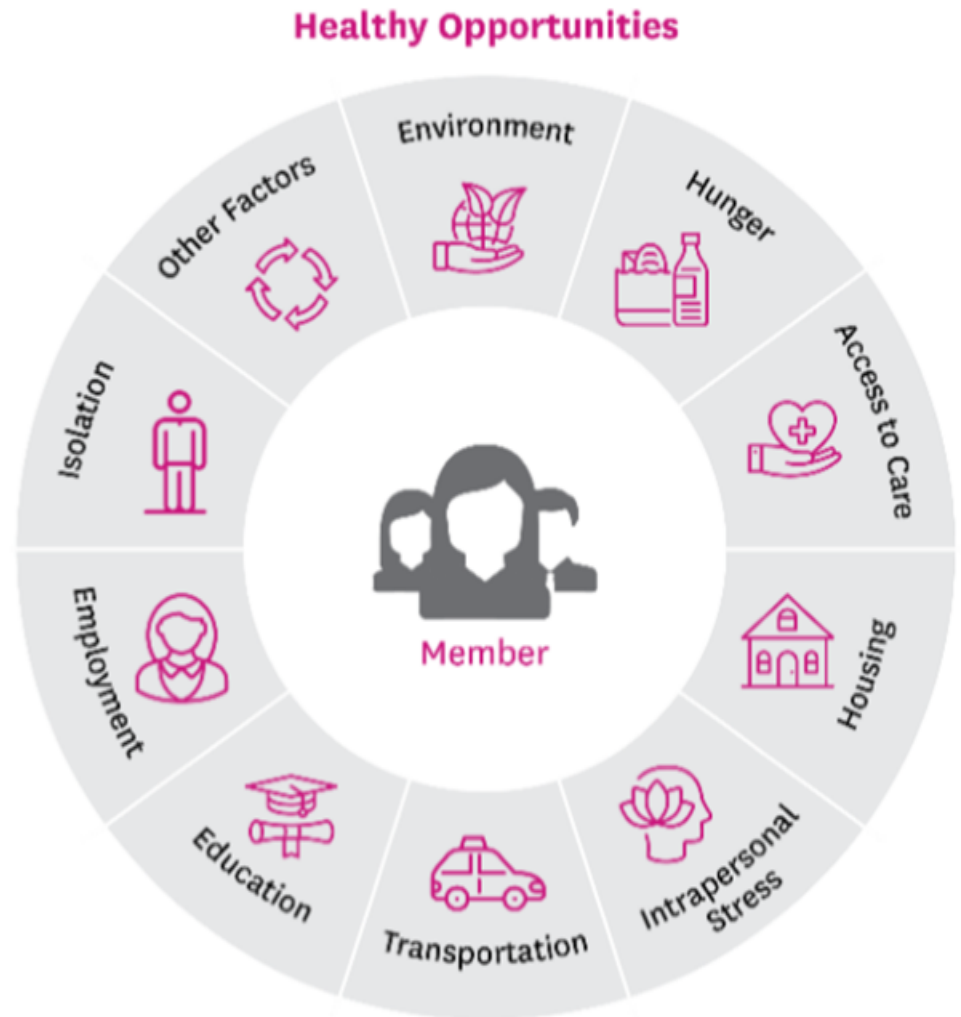 Healthy Opportunities
Environment
Hunger
Access to Care
Housing
Intrapersonal
Stress
Transportation
Education
Employment
Isolation
Other Factors
Member